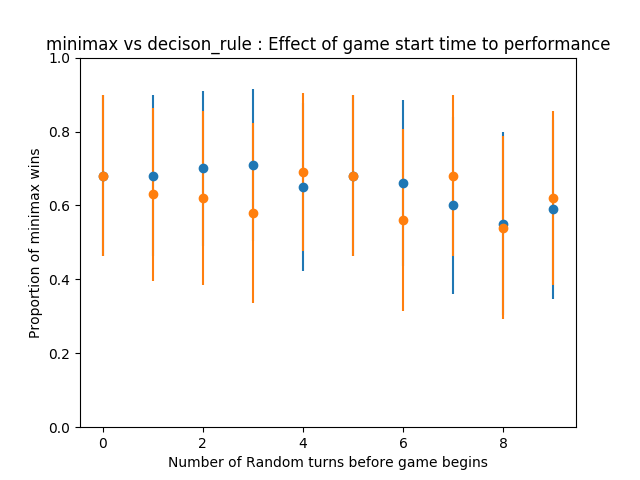 minimax vs decison_rule : Effect of game start time to performance
1.0
0.8
0.6
0.4
0.2
0.0
Proportion of minimax wins
0 2 4 6 8
Number of Random turns before game begins